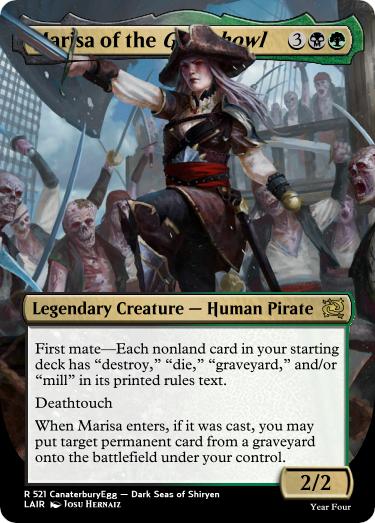 Marisa of the howl 3
Legendary Creature — Human Pirate
First mate—Each nonland card in your starting
deck has “destroy,” “die,” “graveyard,” and/or
“mill” in its printed rules text.
Deathtouch
When Marisa enters, if it was cast, you may
put target permanent card from a graveyard
onto the battlefield under your control.
2/2
R 521 CanaterburyEgg — Dark Seas of Shiryen
LAIR Josu Hernaiz
Year Four